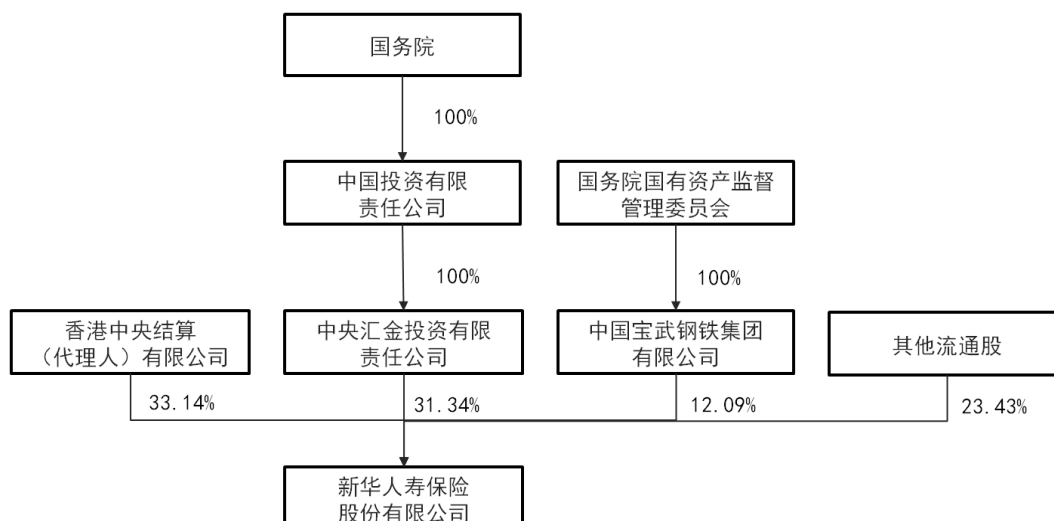 国务院
100%
中国投资有限
责任公司
国务院国有资产监督
管理委员会
100%
100%
香港中央结算
（代理人）有限公司
中央汇金投资有限
责任公司
中国宝武钢铁集团
有限公司
其他流通股
33.14%
31.34%
12.09%
23.43%
新华人寿保险
股份有限公司